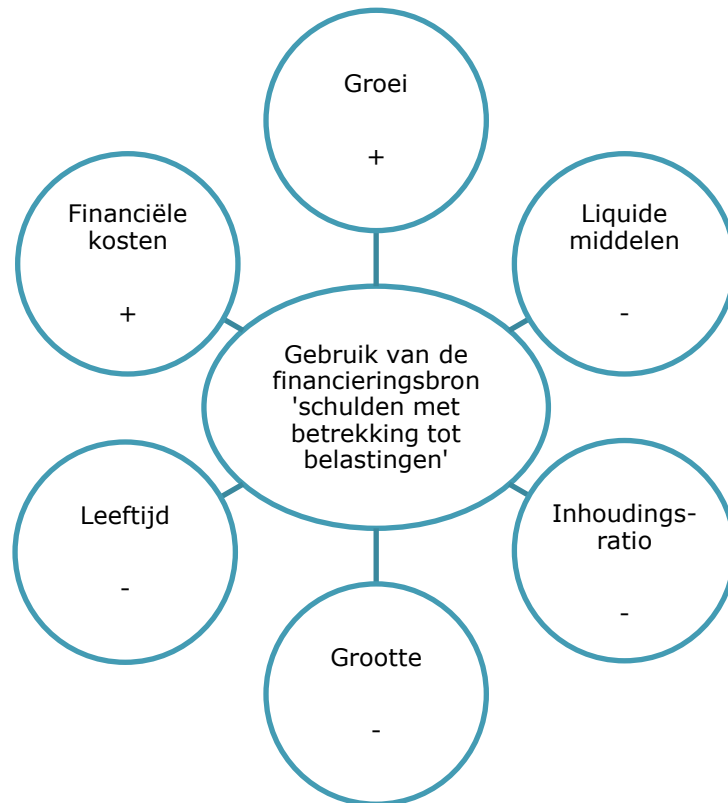 Groei
+
Financiële
kosten
+
Liquide
middelen
-
Gebruik van de
financieringsbron
'schulden met
betrekking tot
belastingen'
Leeftijd
-
Inhoudings-
ratio
-
Grootte
-